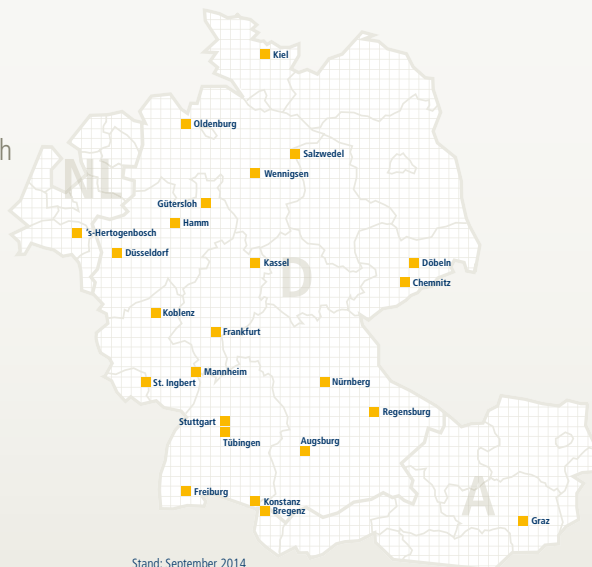 Kiel
Oldenburg
h
Salzwedel
Wennigsen
NL
Gütersloh
Hamm
's-Hertogenbosch
Düsseldorf
Kassel
Döbeln
D
Chemnitz
Koblenz
Frankfurt
Mannheim
St. Ingbert
Nürnberg
Regensburg
Stuttgart
Tübingen
Augsburg
Freiburg
Konstanz
Bregenz
A
Graz
Stand: September 2014